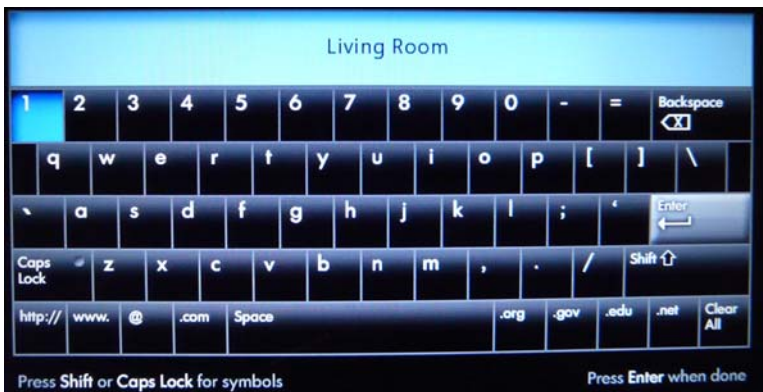 Living Room
1 2 3 4 5 6 7 8 9 0 - = Backspace
q w e r t y u i o p [ ] \
` a s d f g h j k l ; ‘ Enter
Caps Lock z x c v b n m , . / Shift
http:// www. @ .com Space .org .gov .edu .net Clear All
Press Shift or Caps Lock for symbols Press Enter when done